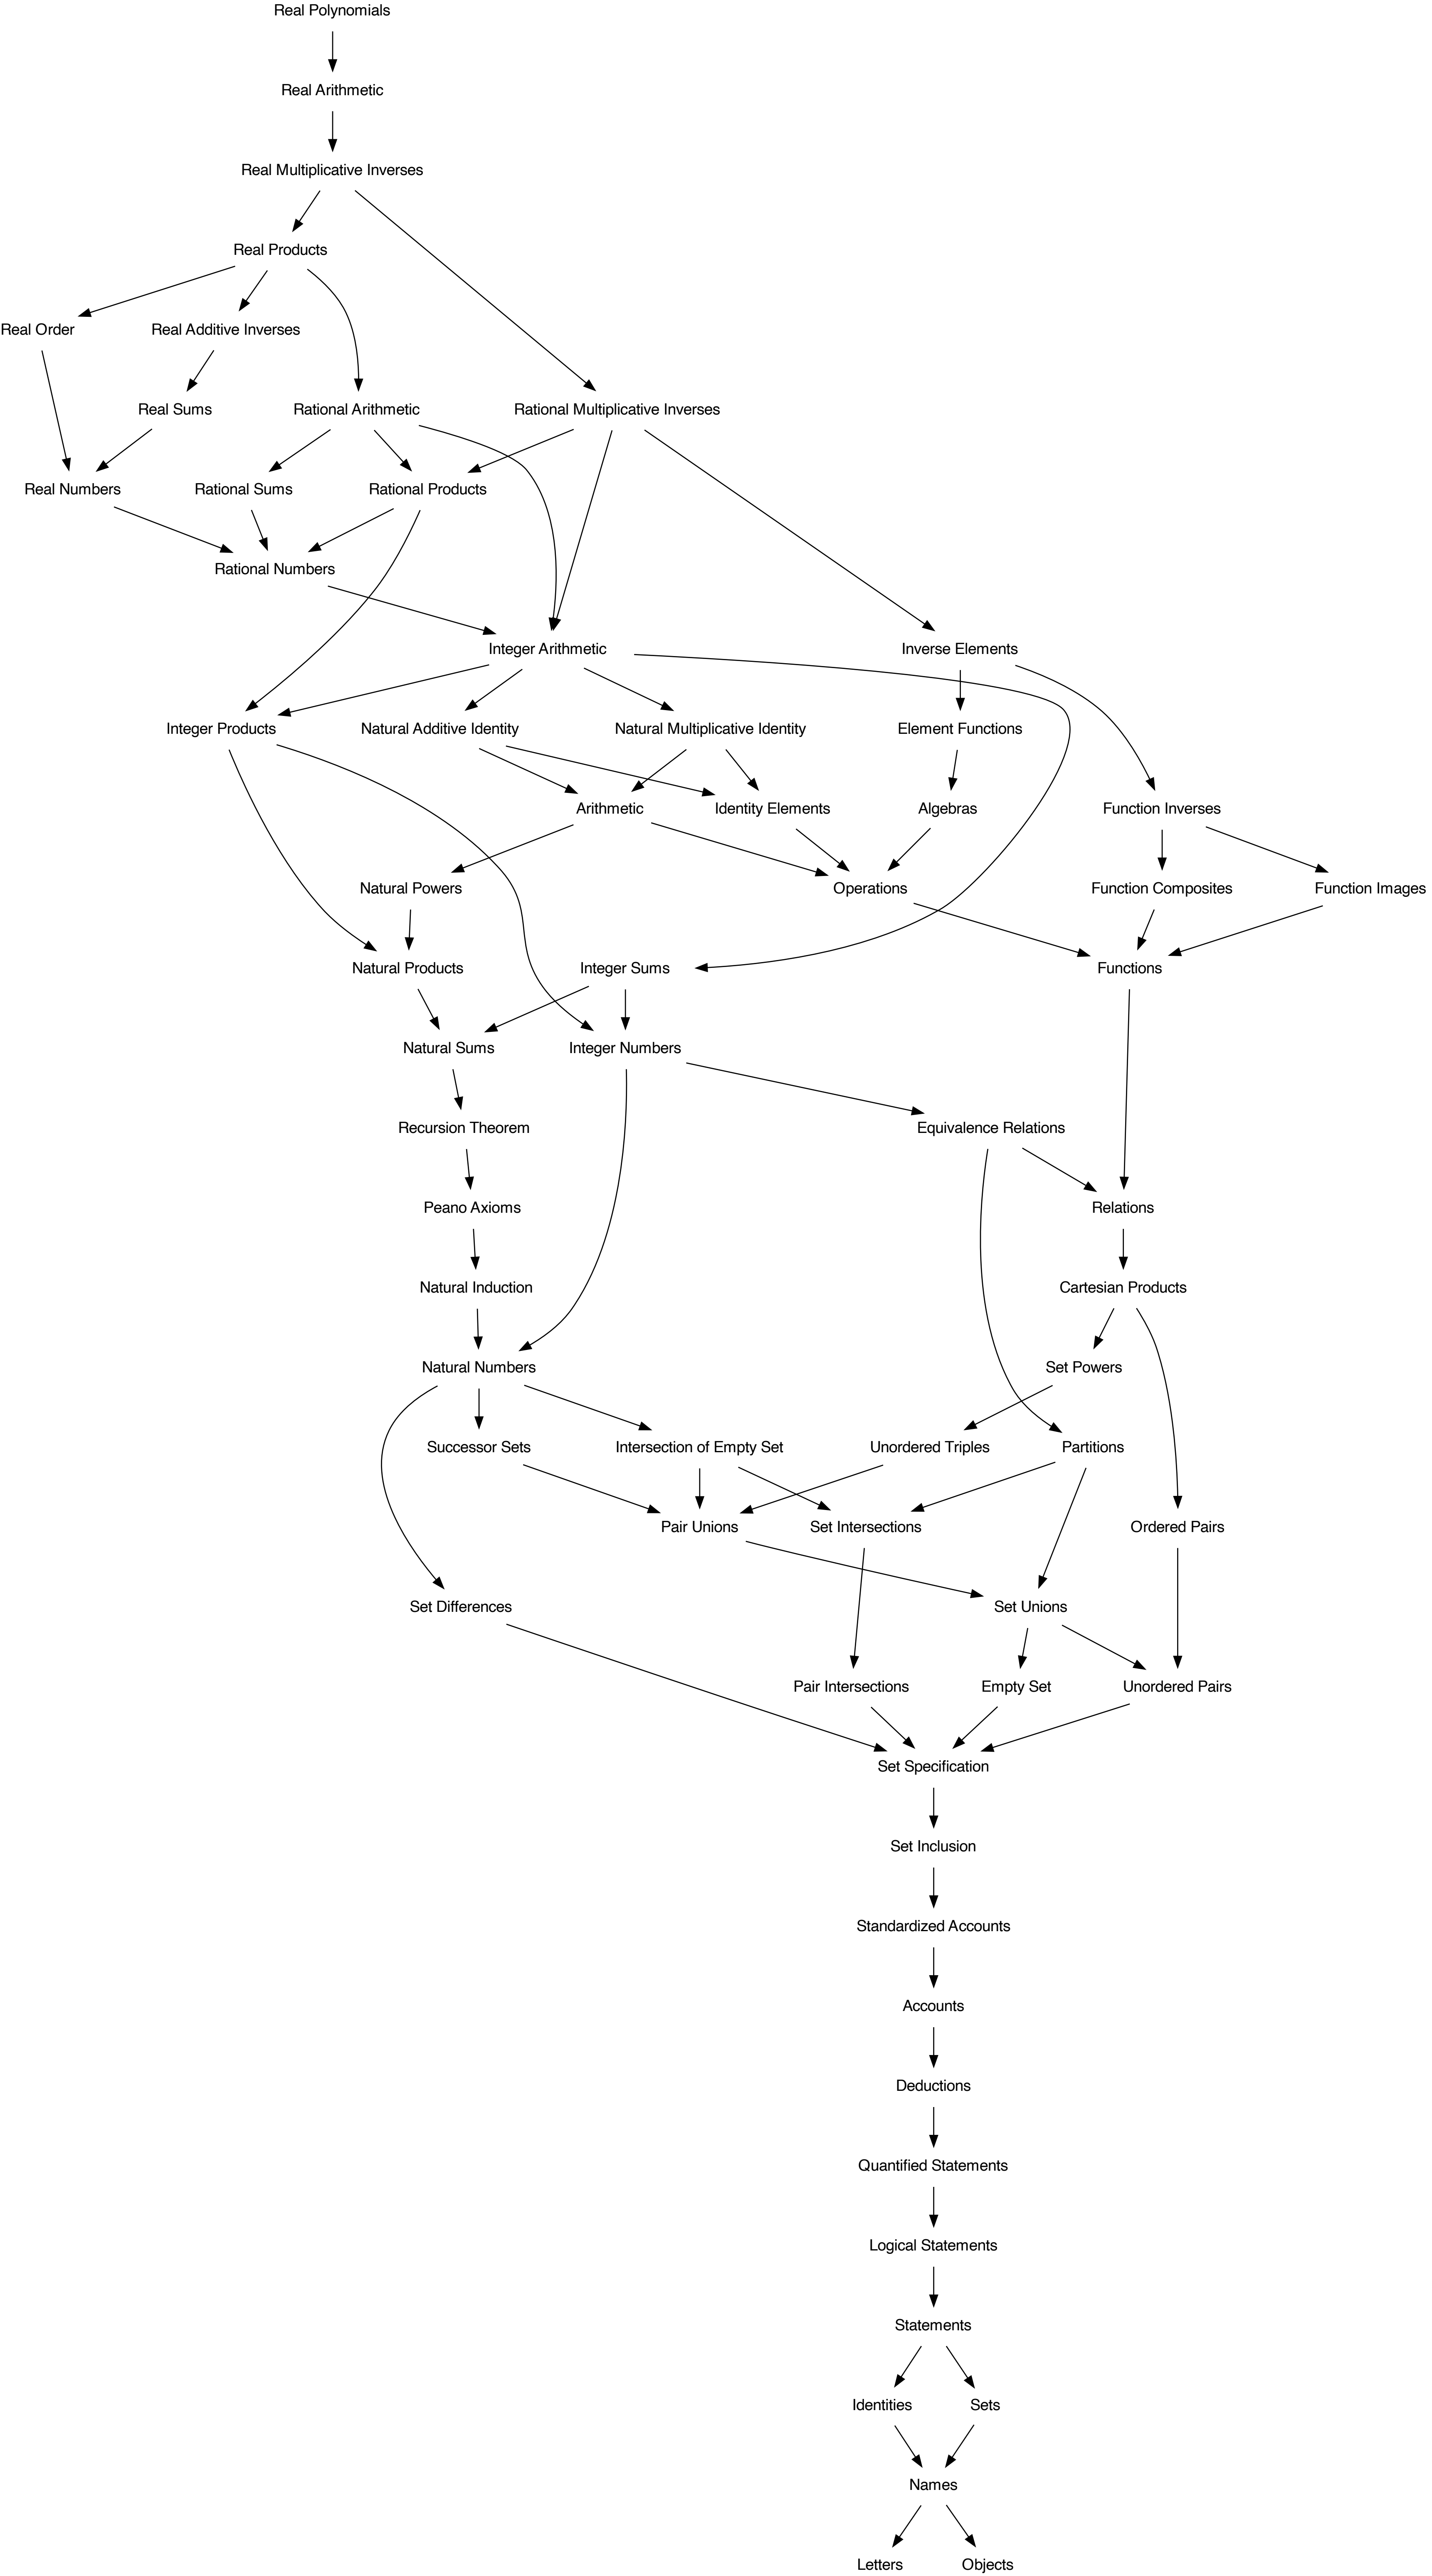 Real Polynomials
Real Arithmetic
Real Multiplicative Inverses
Real Products
Real Order
Real Additive Inverses
Real Sums
Rational Arithmetic
Rational Multiplicative Inverses
Real Numbers
Rational Sums
Rational Products
Rational Numbers
Integer Arithmetic
Inverse Elements
Integer Products
Natural Additive Identity
Natural Multiplicative Identity
Element Functions
Arithmetic
Identity Elements
Algebras
Function Inverses
Natural Powers
Operations
Function Composites
Function Images
Natural Products
Integer Sums
Functions
Natural Sums
Integer Numbers
Recursion Theorem
Equivalence Relations
Peano Axioms
Relations
Natural Induction
Cartesian Products
Natural Numbers
Set Powers
Successor Sets
Intersection of Empty Set
Unordered Triples
Partitions
Pair Unions
Set Intersections
Ordered Pairs
Set Differences
Set Unions
Pair Intersections
Empty Set
Unordered Pairs
Set Specification
Set Inclusion
Standardized Accounts
Accounts
Deductions
Quantified Statements
Logical Statements
Statements
Identities
Sets
Names
Letters
Objects